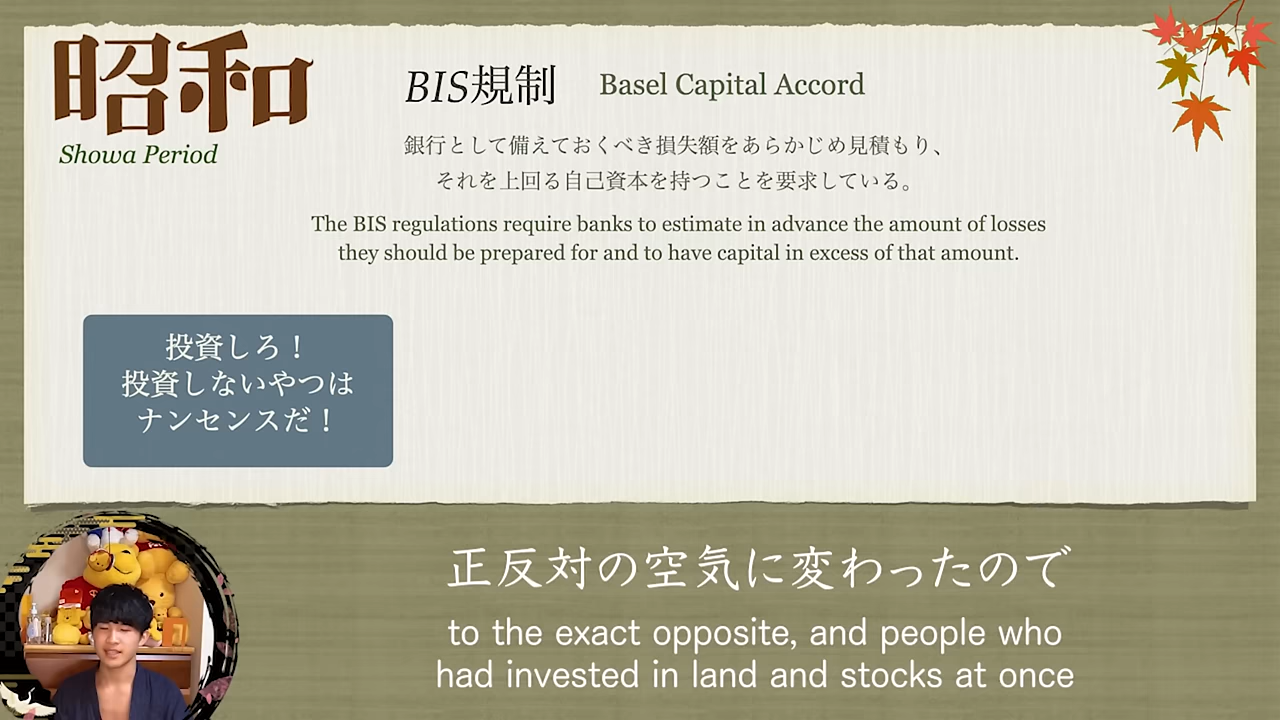 昭和
Showa Period
BIS規制
Basel Capital Accord
銀行として備えておくべき損失額をあらかじめ見積もり、
それを上回る自己資本を持つことを要求している。
The BIS regulations require banks to estimate in advance the amount of losses
they should be prepared for and to have capital in excess of that amount.
投資しろ！
投資しないやつは
ナンセンスだ！
正反対の空気に変わったので
to the exact opposite, and people who
had invested in land and stocks at once